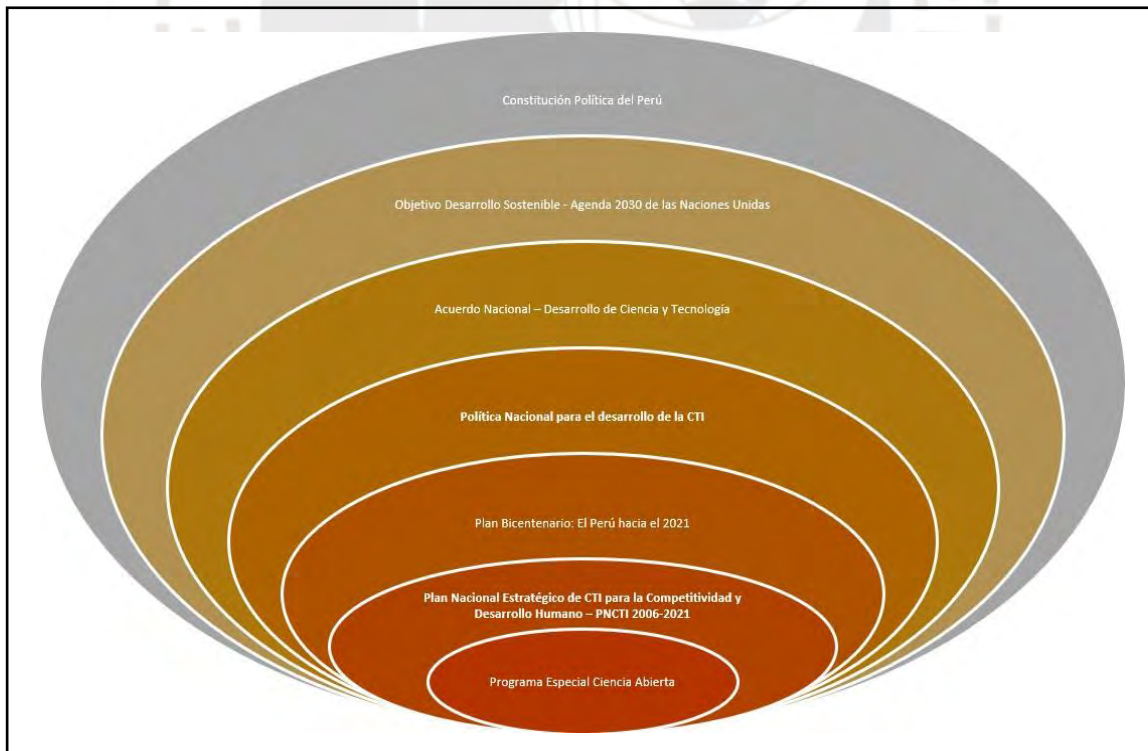 Constitución Política del Perú
Objetivo Desarrollo Sostenible - Agenda 2030 de las Naciones Unidas
Acuerdo Nacional – Desarrollo de Ciencia y Tecnología
Política Nacional para el desarrollo de la CTI
Plan Bicentenario: El Perú hacia el 2021
Plan Nacional Estratégico de CTI para la Competitividad y
Desarrollo Humano – PNCTI 2006-2021
Programa Especial Ciencia Abierta